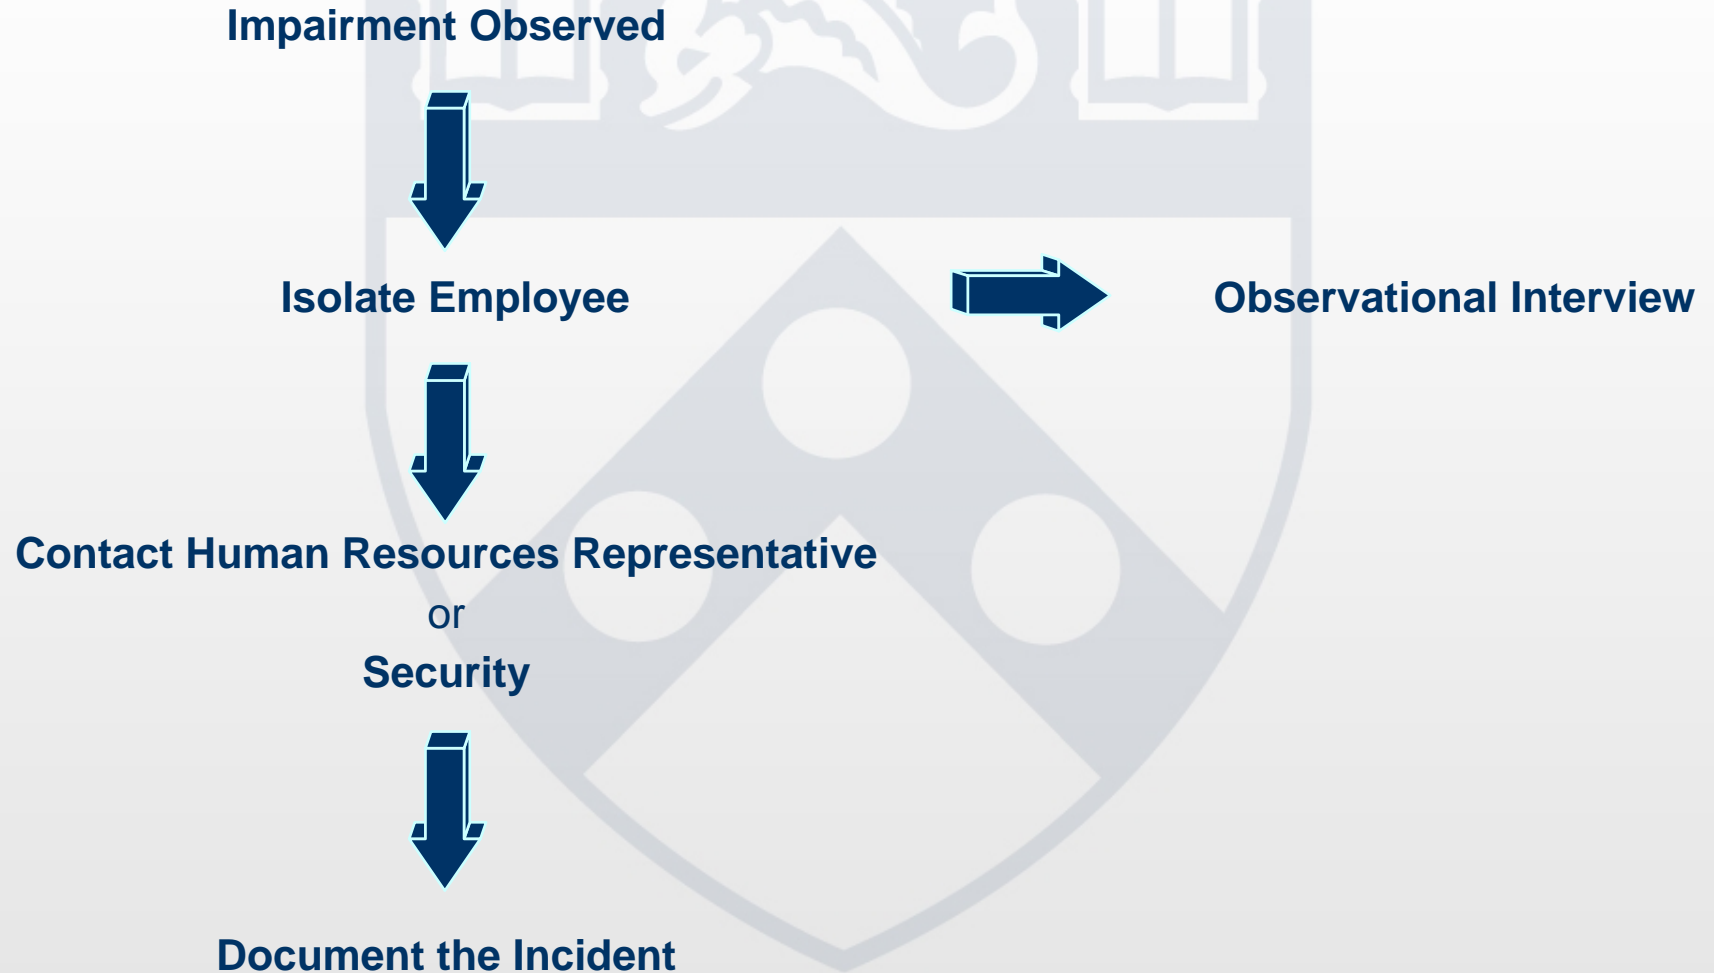 Impairment Observed
Isolate Employee
Observational Interview
Contact Human Resources Representative
or
Security
Document the Incident